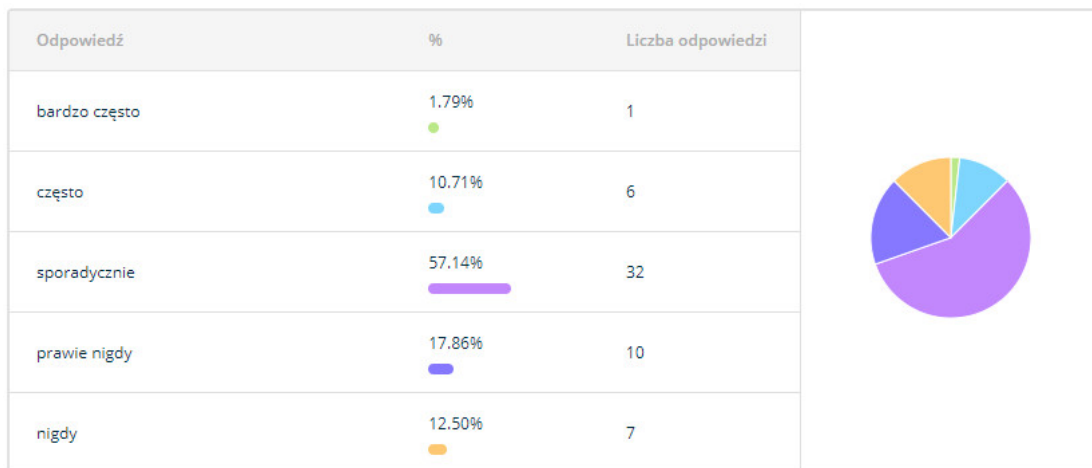 Odpowiedź % Liczba odpowiedzi
bardzo często 1.79% 1
często 10.71% 6
sporadycznie 57.14% 32
prawie nigdy 17.86% 10
nigdy 12.50% 7